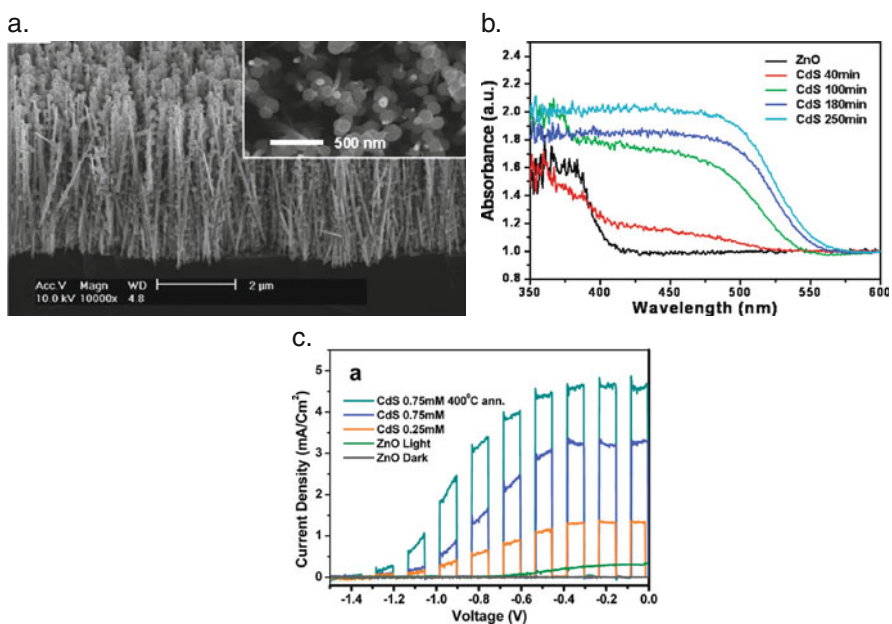 a.
500 nm
Acc.V Magn WD 2 µm
10.0 kV 10000x 4.8
b.
Absorbance (a.u.)
2.4
2.2
2.0
1.8
1.6
1.4
1.2
1.0
0.8
ZnO
CdS 40min
CdS 100min
CdS 180min
CdS 250min
350 400 450 500 550 600
Wavelength (nm)
c.
a
Current Density (mA/Cm²)
5
4
3
2
1
0
CdS 0.75mM 400⁰C ann.
CdS 0.75mM
CdS 0.25mM
ZnO Light
ZnO Dark
-1.4 -1.2 -1.0 -0.8 -0.6 -0.4 -0.2 0.0
Voltage (V)